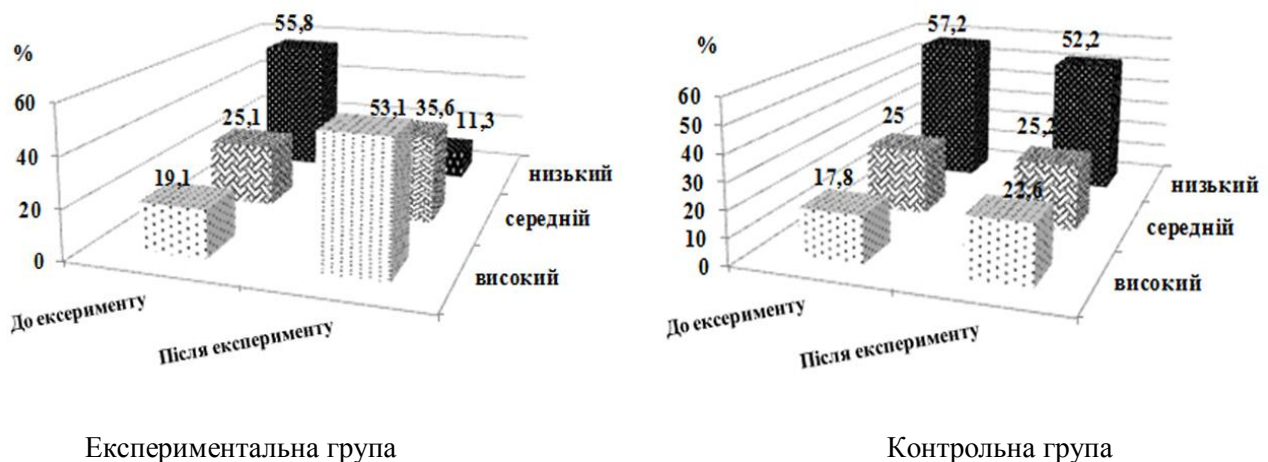 %
60
40
20
0
19,1
25,1
55,8
53,1
35,6
11,3
низький
середній
високий
До ексерименту
Після експерименту
Експериментальна група
%
60
50
40
30
20
10
0
17,8
25
57,2
22,6
25,2
52,2
низький
середній
високий
До ексерименту
Після експерименту
Контрольна група